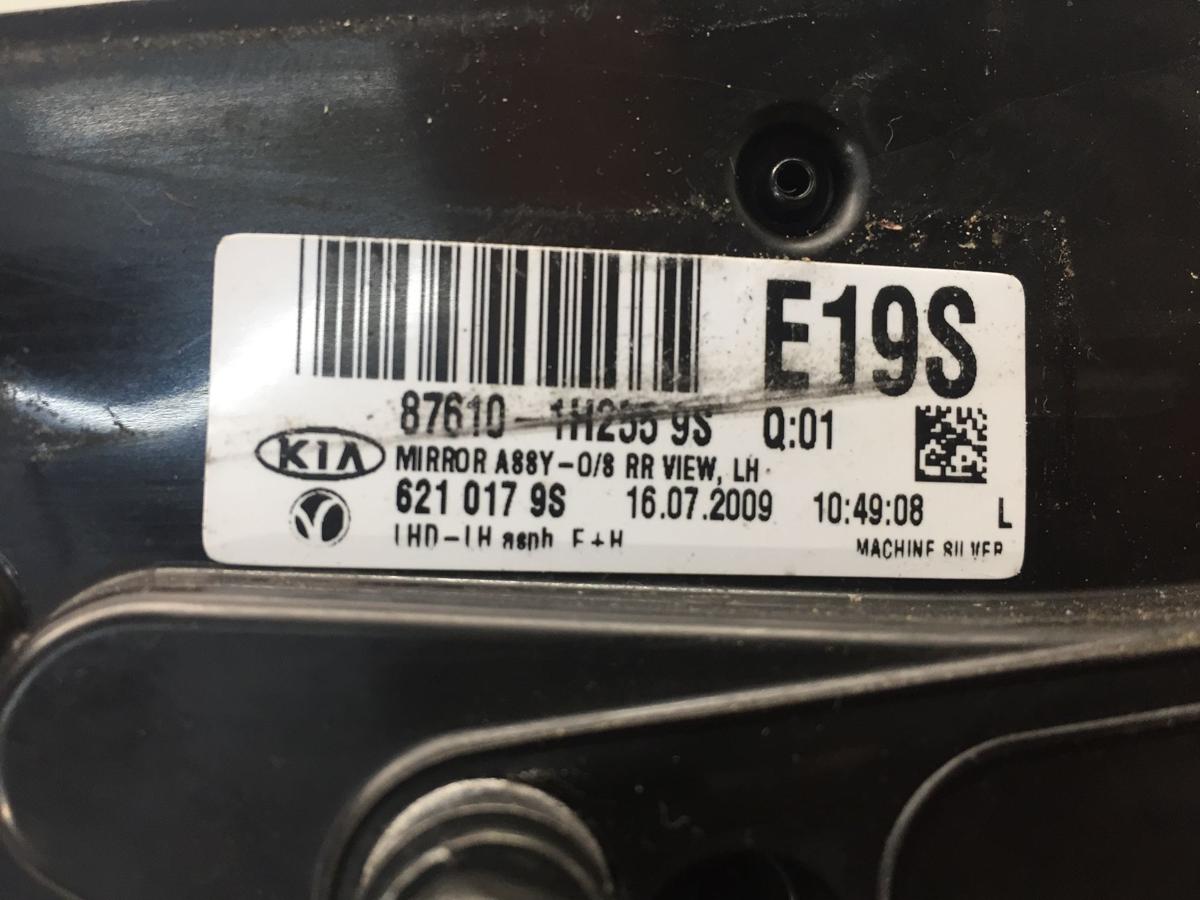 E19S
87610-1H255 9S Q:01
KIA MIRROR ASSY-O/S RR VIEW, LH
621 017 9S 16.07.2009 10:49:08 L
LHD-LH asph E+H MACHINE SILVER